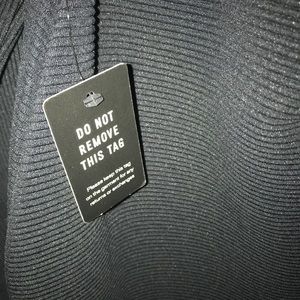 DO NOT
REMOVE
THIS TAG
Please keep this tag
on the garment for any
returns or exchanges